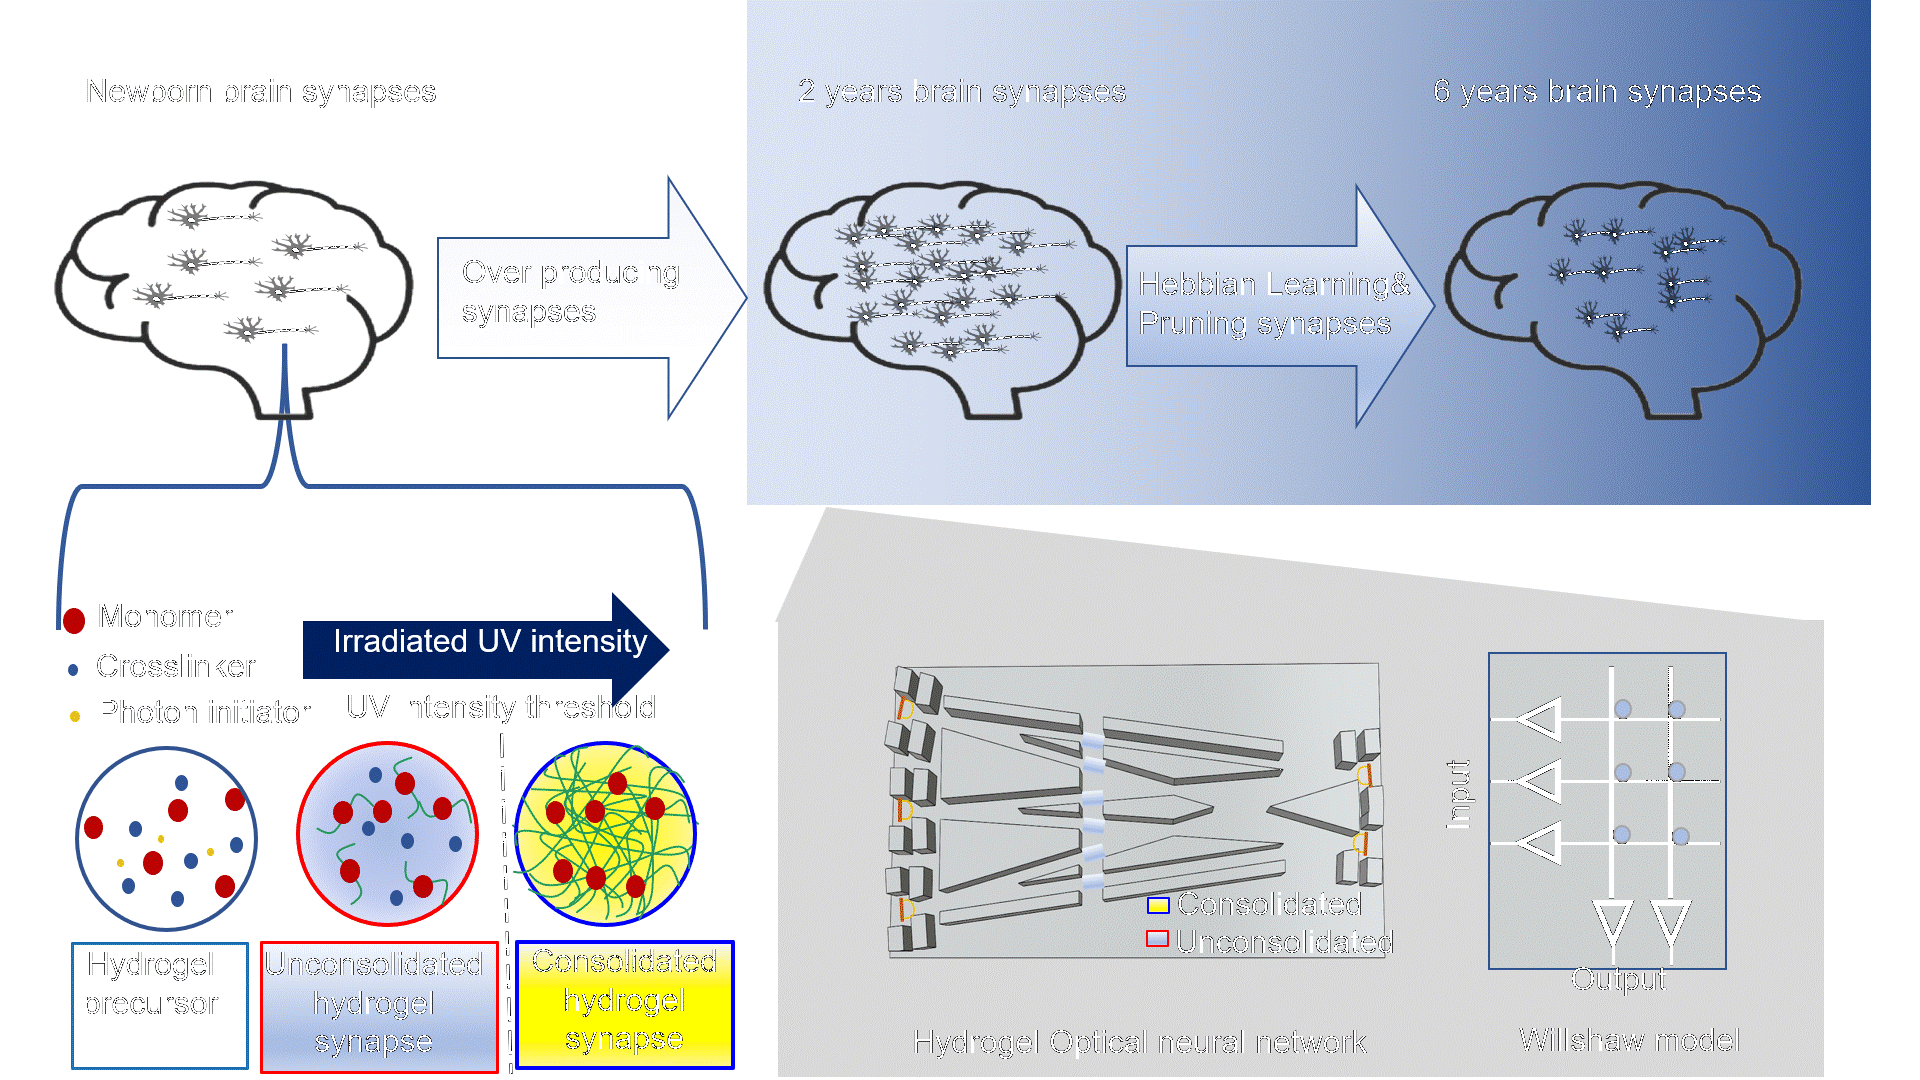 Newborn brain synapses
2 years brain synapses
6 years brain synapses
Over producing
synapses
Hebbian Learning&
Pruning synapses
Monomer
Crosslinker
Photon initiator
Irradiated UV intensity
UV intensity threshold
Hydrogel
precursor
Unconsolidated
hydrogel
synapse
Consolidated
hydrogel
synapse
Consolidated
Unconsolidated
Hydrogel Optical neural network
Input
Output
Willshaw model